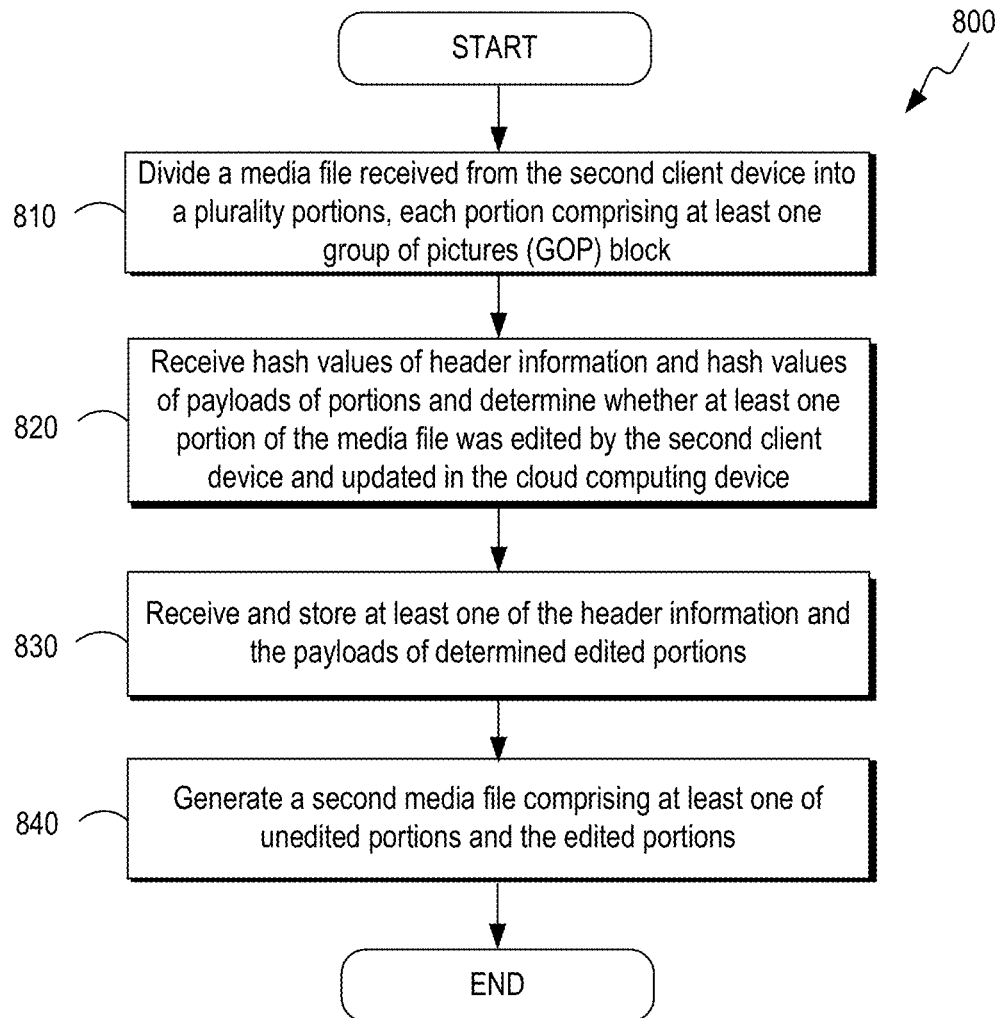 800
START
810
Divide a media file received from the second client device into
a plurality portions, each portion comprising at least one
group of pictures (GOP) block
820
Receive hash values of header information and hash values
of payloads of portions and determine whether at least one
portion of the media file was edited by the second client
device and updated in the cloud computing device
830
Receive and store at least one of the header information and
the payloads of determined edited portions
840
Generate a second media file comprising at least one of
unedited portions and the edited portions
END